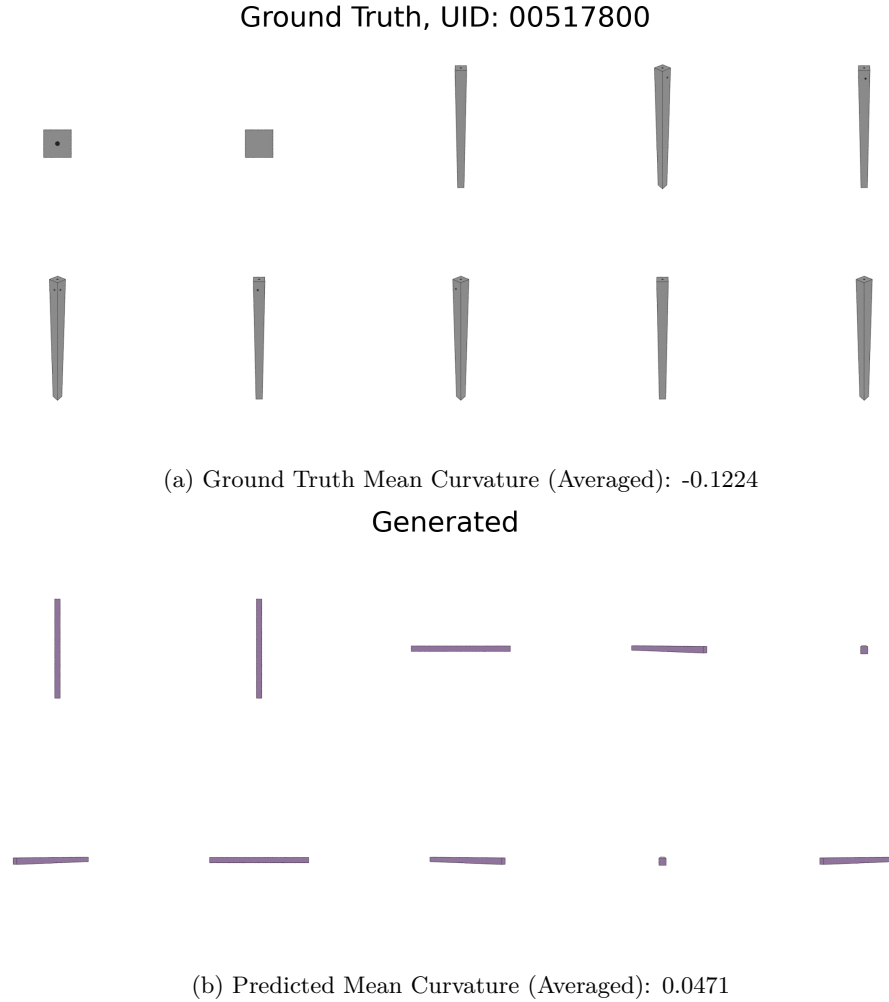 Ground Truth, UID: 00517800
(a) Ground Truth Mean Curvature (Averaged): -0.1224
Generated
(b) Predicted Mean Curvature (Averaged): 0.0471